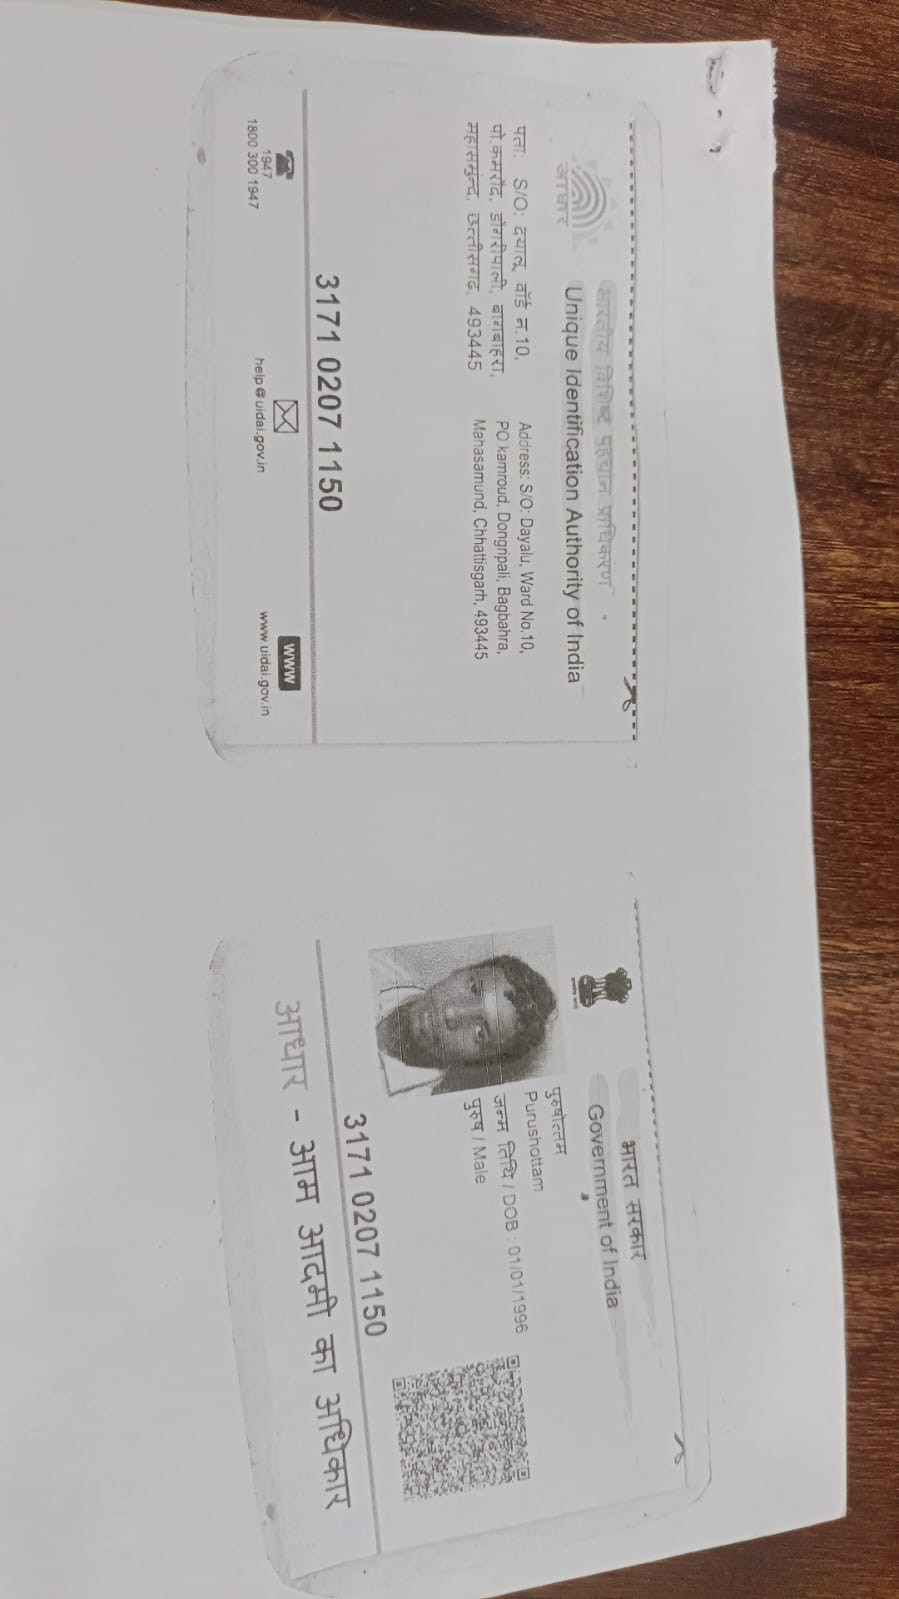 भारतीय विशिष्ट पहचान प्राधिकरण
Unique Identification Authority of India
आधार
पता: S/O: दयालू, वॉर्ड न.10,
पो.कमरौद, डोंगरीपाली, बागबाहरा,
महासमुंन्द, छत्तीसगढ, 493445
Address: S/O: Dayalu, Ward No.10,
PO.kamroud, Dongripali, Bagbahra,
Mahasamund, Chhattisgarh, 493445
3171 0207 1150
1947
1800 300 1947
help@uidai.gov.in
www
www.uidai.gov.in
भारत सरकार
Government of India
पुरुषोत्तम
Purushottam
जन्म तिथि / DOB : 01/01/1996
पुरुष / Male
3171 0207 1150
आधार - आम आदमी का अधिकार